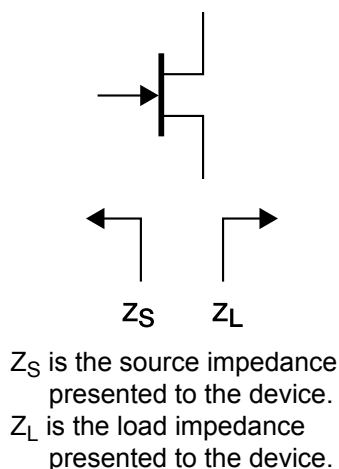 ZS ZL
ZS is the source impedance
presented to the device.
ZL is the load impedance
presented to the device.